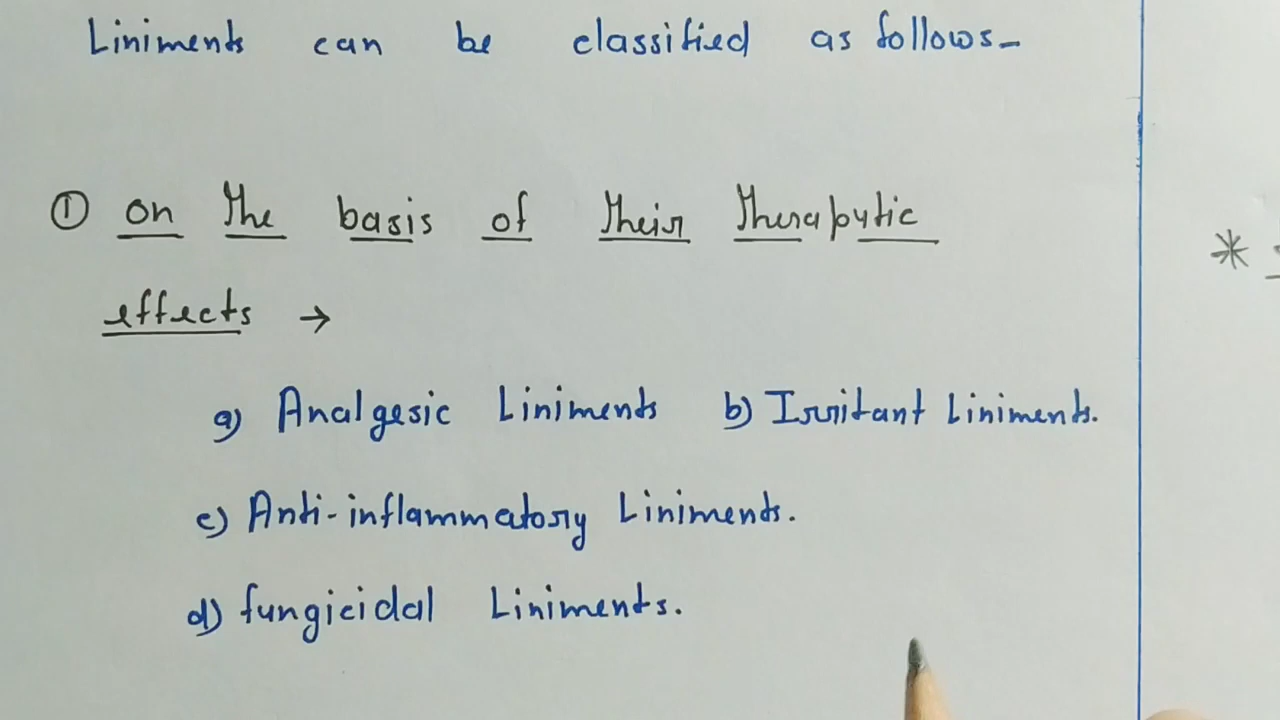 Liniments can be classified as follows-
① on the basis of their theraputic
effects →
a) Analgesic Liniments b) Irritant Liniments.
c) Anti-inflammatory Liniments.
d) fungicidal Liniments.
*